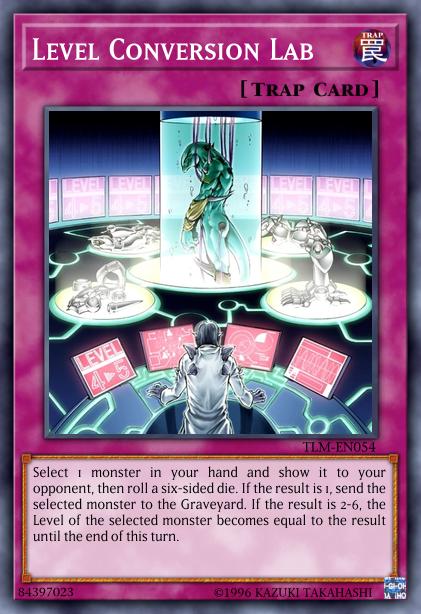 LEVEL CONVERSION LAB
TRAP
罠
[TRAP CARD]
LEVEL
LEVEL
4▶5
TLM-EN054
Select 1 monster in your hand and show it to your
opponent, then roll a six-sided die. If the result is 1, send the
selected monster to the Graveyard. If the result is 2-6, the
Level of the selected monster becomes equal to the result
until the end of this turn.
84397023
©1996 KAZUKI TAKAHASHI